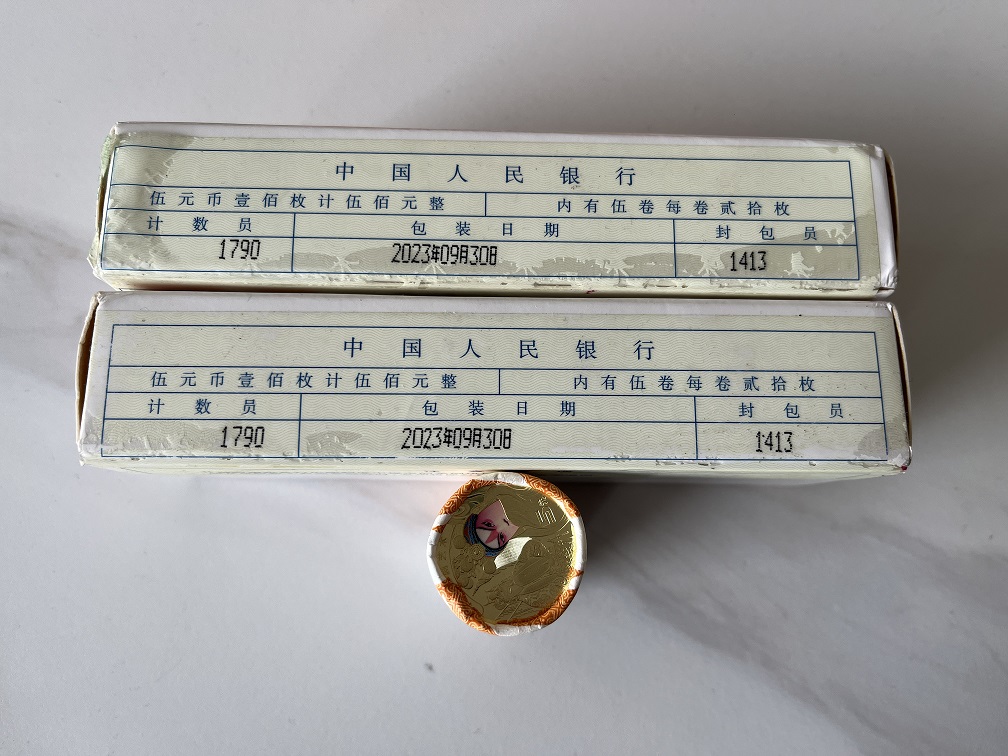 中国人民银行
伍元币壹佰枚计伍佰元整 内有伍卷每卷贰拾枚
计数员 包装日期 封包员
1790 2023年09月30日 1413
中国人民银行
伍元币壹佰枚计伍佰元整 内有伍卷每卷贰拾枚
计数员 包装日期 封包员
1790 2023年09月30日 1413